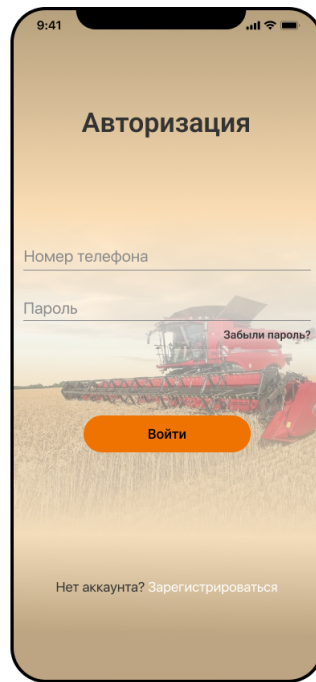 9:41
Авторизация
Номер телефона
Пароль
Забыли пароль?
Войти
Нет аккаунта? Зарегистрироваться